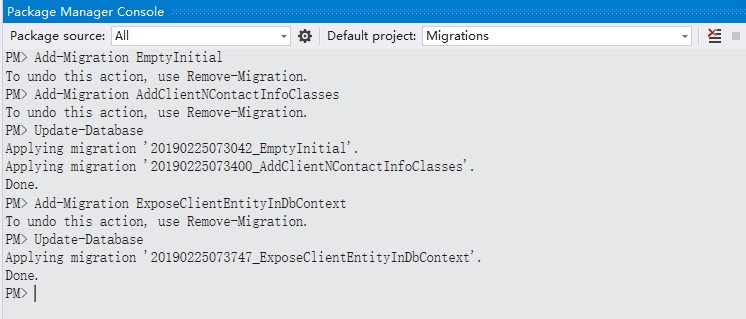 Package Manager Console
Package source: All Default project: Migrations
PM> Add-Migration EmptyInitial
To undo this action, use Remove-Migration.
PM> Add-Migration AddClientNContactInfoClasses
To undo this action, use Remove-Migration.
PM> Update-Database
Applying migration '20190225073042_EmptyInitial'.
Applying migration '20190225073400_AddClientNContactInfoClasses'.
Done.
PM> Add-Migration ExposeClientEntityInDbContext
To undo this action, use Remove-Migration.
PM> Update-Database
Applying migration '20190225073747_ExposeClientEntityInDbContext'.
Done.
PM>